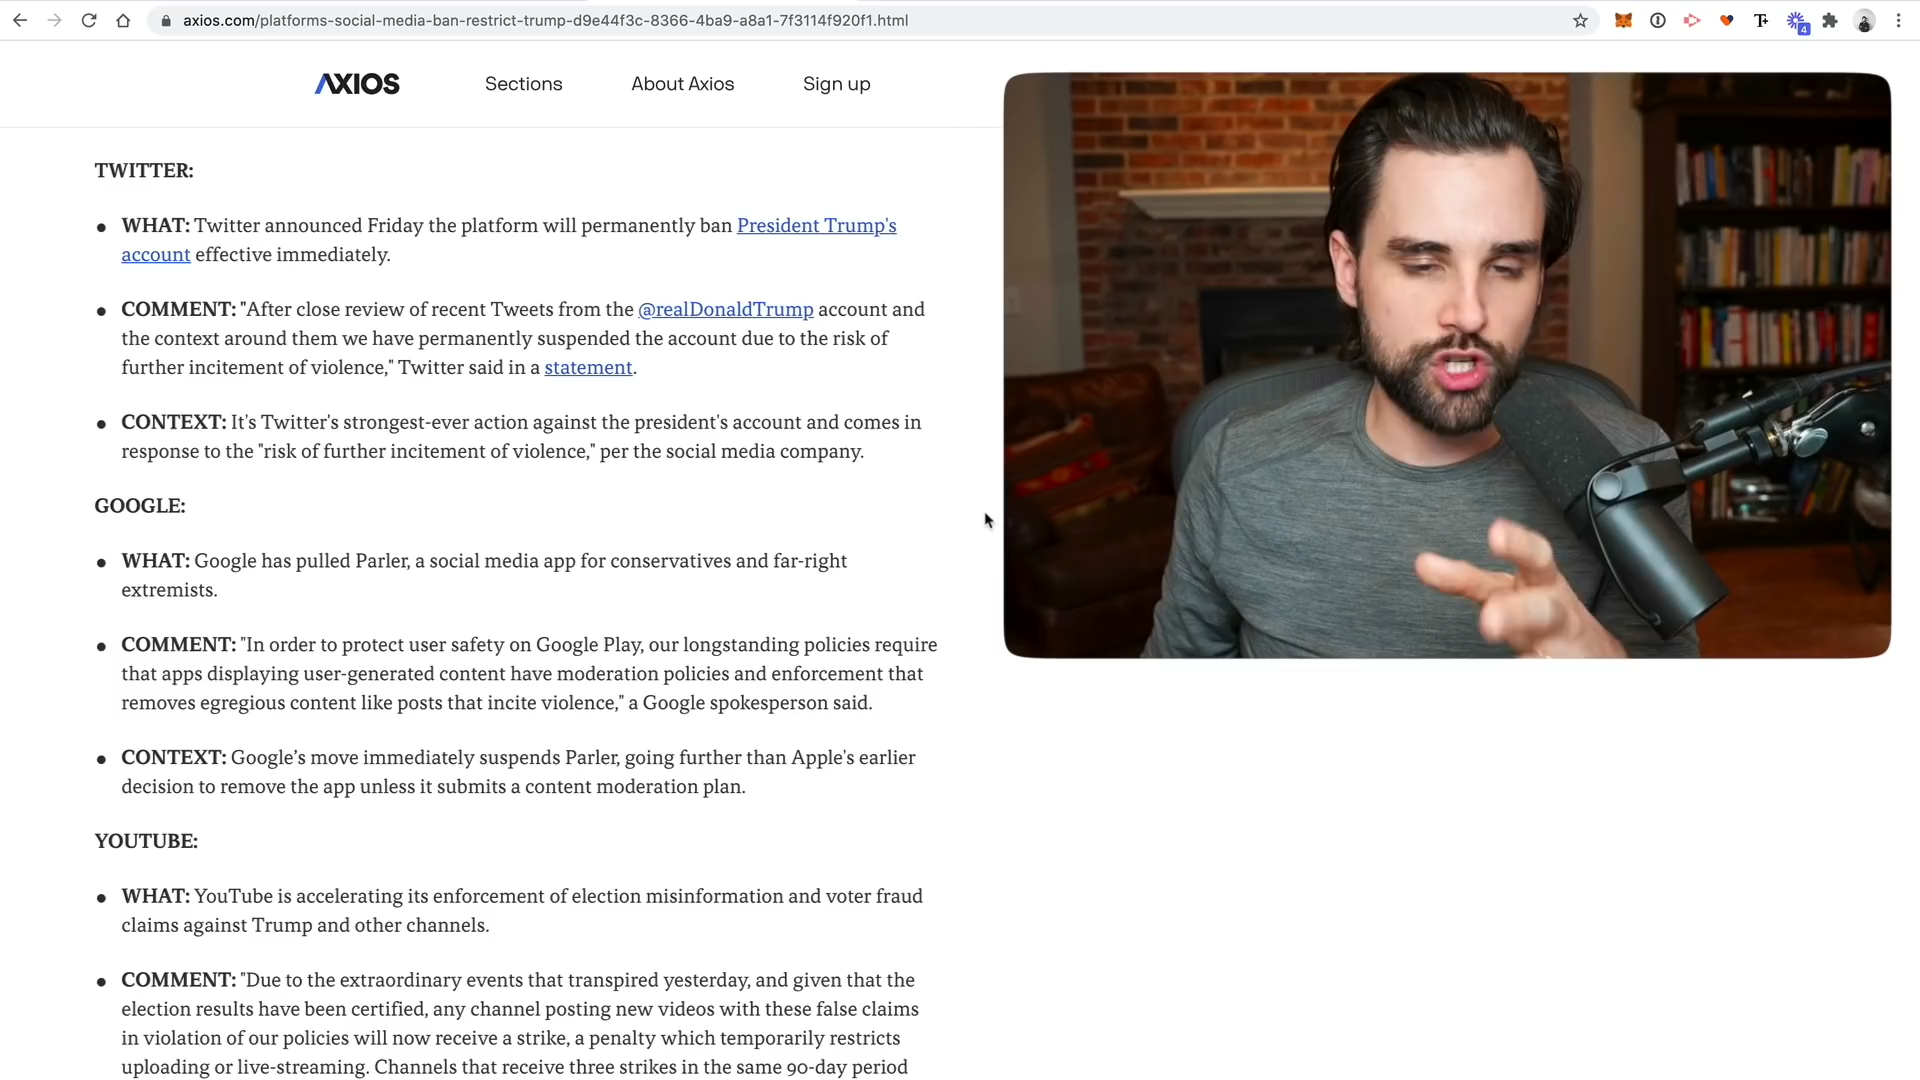 axios.com/platforms-social-media-ban-restrict-trump-d9e44f3c-8366-4ba9-a8a1-7f3114f920f1.html
4
AXIOS Sections About Axios Sign up
TWITTER:
WHAT: Twitter announced Friday the platform will permanently ban President Trump's
account effective immediately.
COMMENT: "After close review of recent Tweets from the @realDonaldTrump account and
the context around them we have permanently suspended the account due to the risk of
further incitement of violence," Twitter said in a statement.
CONTEXT: It's Twitter's strongest-ever action against the president's account and comes in
response to the "risk of further incitement of violence," per the social media company.
GOOGLE:
WHAT: Google has pulled Parler, a social media app for conservatives and far-right
extremists.
COMMENT: "In order to protect user safety on Google Play, our longstanding policies require
that apps displaying user-generated content have moderation policies and enforcement that
removes egregious content like posts that incite violence," a Google spokesperson said.
CONTEXT: Google’s move immediately suspends Parler, going further than Apple's earlier
decision to remove the app unless it submits a content moderation plan.
YOUTUBE:
WHAT: YouTube is accelerating its enforcement of election misinformation and voter fraud
claims against Trump and other channels.
COMMENT: "Due to the extraordinary events that transpired yesterday, and given that the
election results have been certified, any channel posting new videos with these false claims
in violation of our policies will now receive a strike, a penalty which temporarily restricts
uploading or live-streaming. Channels that receive three strikes in the same 90-day period